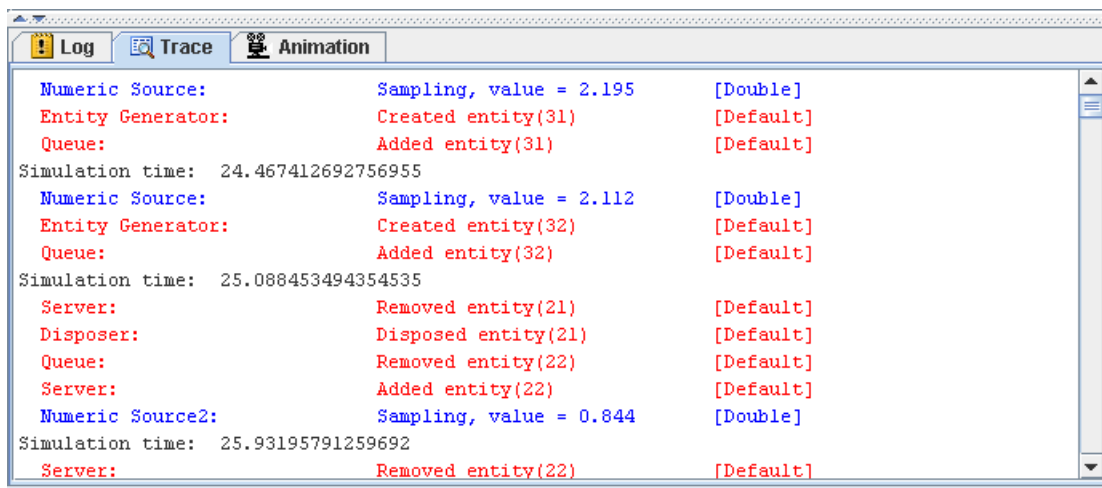 Log Trace Animation
Numeric Source: Sampling, value = 2.195 [Double]
Entity Generator: Created entity(31) [Default]
Queue: Added entity(31) [Default]
Simulation time: 24.467412692756955
Numeric Source: Sampling, value = 2.112 [Double]
Entity Generator: Created entity(32) [Default]
Queue: Added entity(32) [Default]
Simulation time: 25.088453494354535
Server: Removed entity(21) [Default]
Disposer: Disposed entity(21) [Default]
Queue: Removed entity(22) [Default]
Server: Added entity(22) [Default]
Numeric Source2: Sampling, value = 0.844 [Double]
Simulation time: 25.93195791259692
Server: Removed entity(22) [Default]